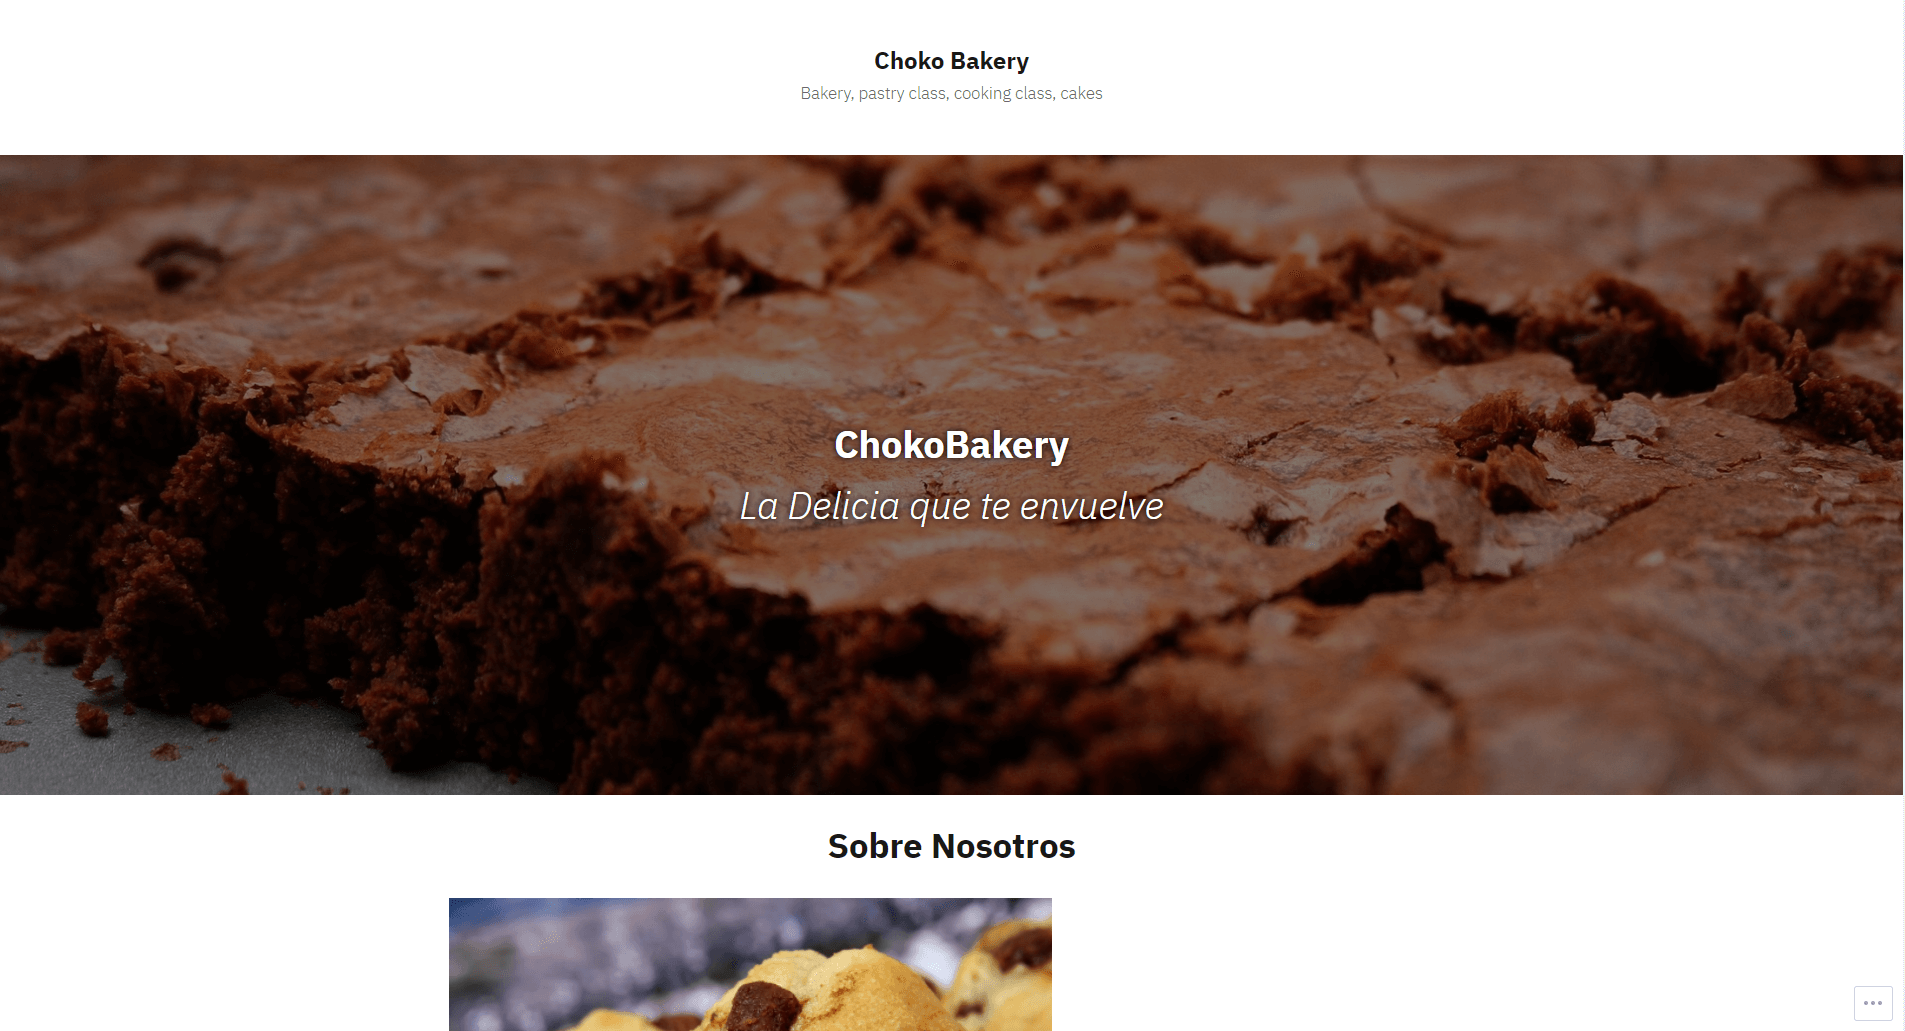 Choko Bakery
Bakery, pastry class, cooking class, cakes
ChokoBakery
La Delicia que te envuelve
Sobre Nosotros